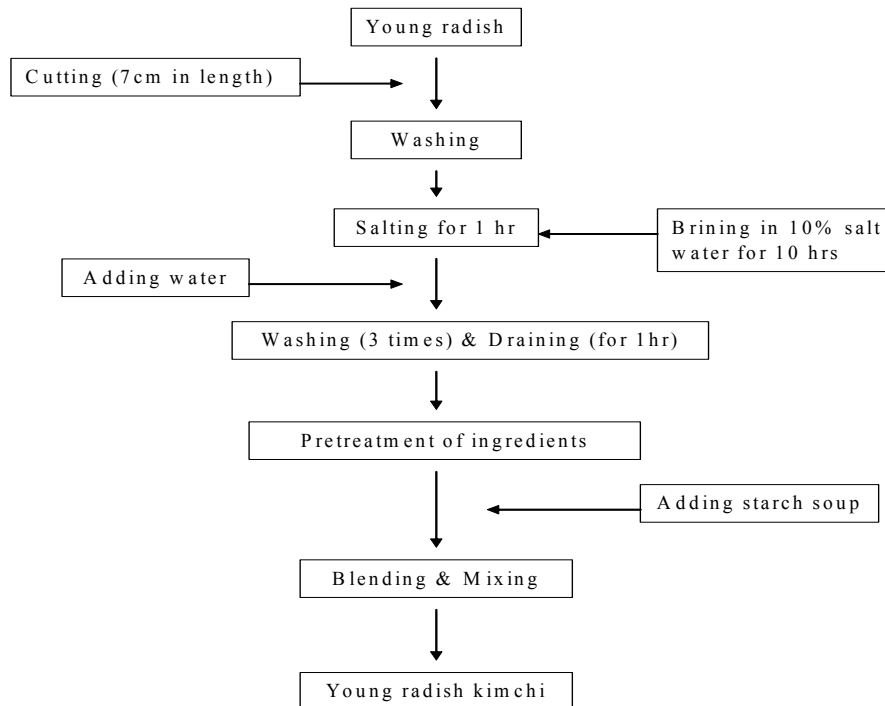 Young radish
Cutting (7cm in length)
Washing
Salting for 1 hr
Brining in 10% salt
water for 10 hrs
Adding water
Washing (3 times) & Draining (for 1hr)
Pretreatment of ingredients
Adding starch soup
Blending & Mixing
Young radish kimchi